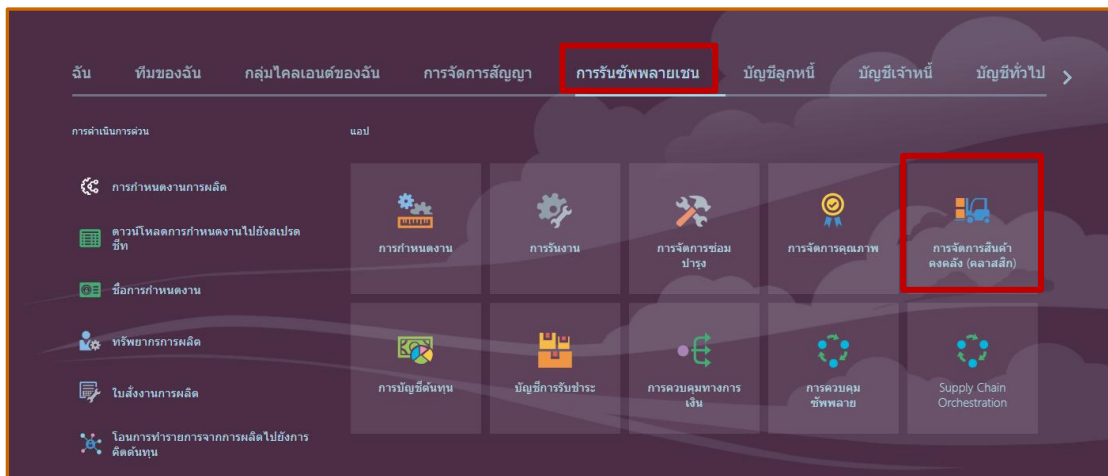 ฉัน ทีมของฉัน กลุ่มไคลเอนต์ของฉัน การจัดการสัญญา การรันซัพพลายเชน บัญชีลูกหนี้ บัญชีเจ้าหนี้ บัญชีทั่วไป
การดำเนินการด่วน
การกำหนดงานการผลิต
ดาวน์โหลดการกำหนดงานไปยังสเปรด
ชีท
ชื่อการกำหนดงาน
ทรัพยากรการผลิต
ใบสั่งงานการผลิต
โอนการทำรายการจากการผลิตไปยังการ
คิดต้นทุน
แอป
การกำหนดงาน
การรันงาน
การจัดการซ่อม
บำรุง
การจัดการคุณภาพ
การจัดการสินค้า
คงคลัง (คลาสสิก)
การบัญชีต้นทุน
บัญชีการรับชำระ
การควบคุมทางการ
เงิน
การควบคุม
ซัพพลาย
Supply Chain
Orchestration